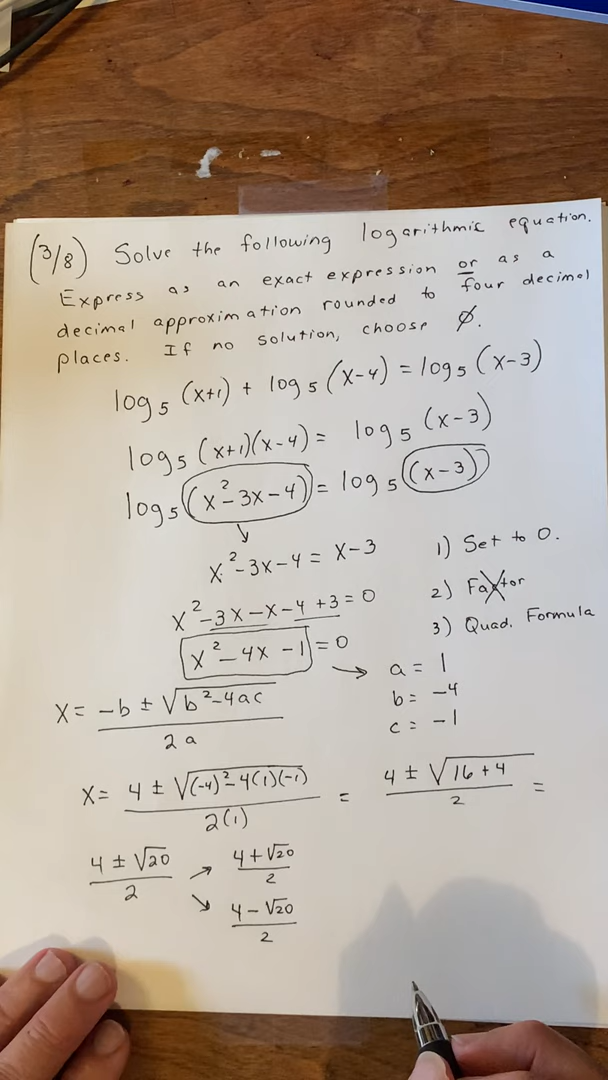 (3/8) Solve the following logarithmic equation.
Express as an exact expression or as a
decimal approximation rounded to four decimal
places. If no solution, choose ∅.
log₅ (x+1) + log₅ (x-4) = log₅ (x-3)
log₅ (x+1)(x-4) = log₅ (x-3)
log₅ (x²-3x-4) = log₅ (x-3)
↓
x²-3x-4 = x-3
1) Set to 0.
x²-3x-x-4+3 = 0
2) Factor
x²-4x-1 = 0
3) Quad. Formula
→ a = 1
b = -4
c = -1
x = (-b ± √(b²-4ac))/(2a)
x = (4 ± √((-4)²-4(1)(-1)))/(2(1)) = (4 ± √(16+4))/2 =
(4 ± √20)/2 → (4+√20)/2
↘ (4-√20)/2